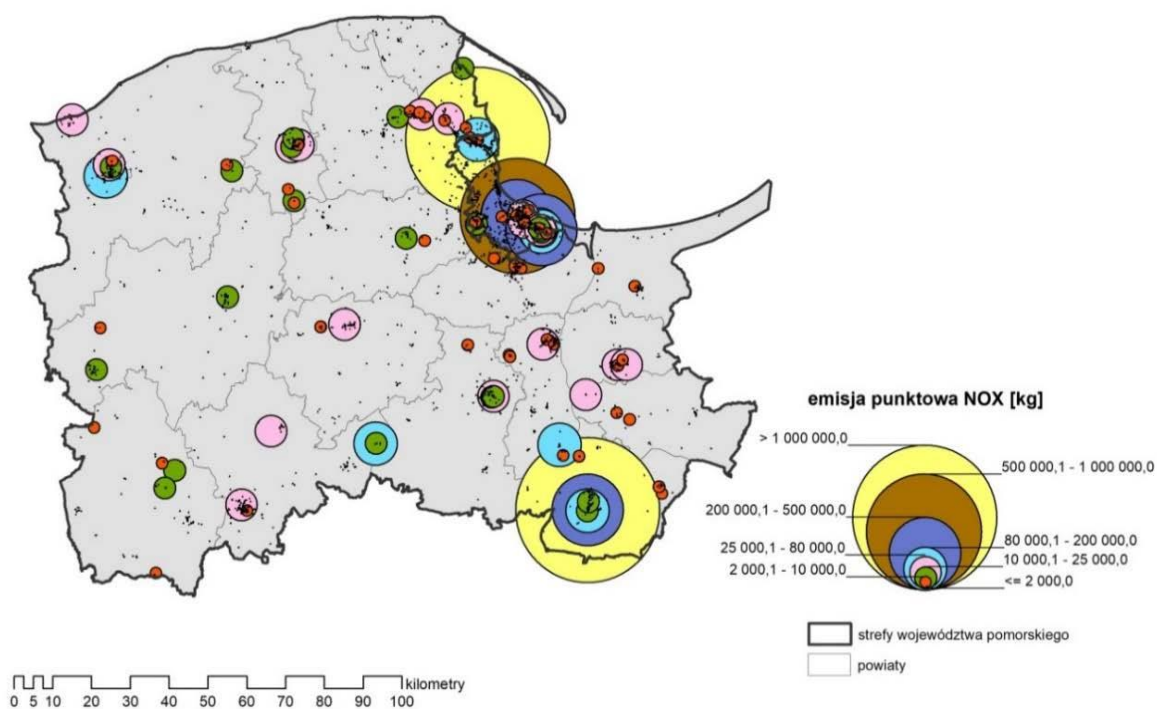 emisja punktowa NOX [kg]
> 1 000 000,0
500 000,1 - 1 000 000,0
200 000,1 - 500 000,0
80 000,1 - 200 000,0
25 000,1 - 80 000,0
10 000,1 - 25 000,0
2 000,1 - 10 000,0
<= 2 000,0
strefy województwa pomorskiego
powiaty
kilometry
0 5 10 20 30 40 50 60 70 80 90 100